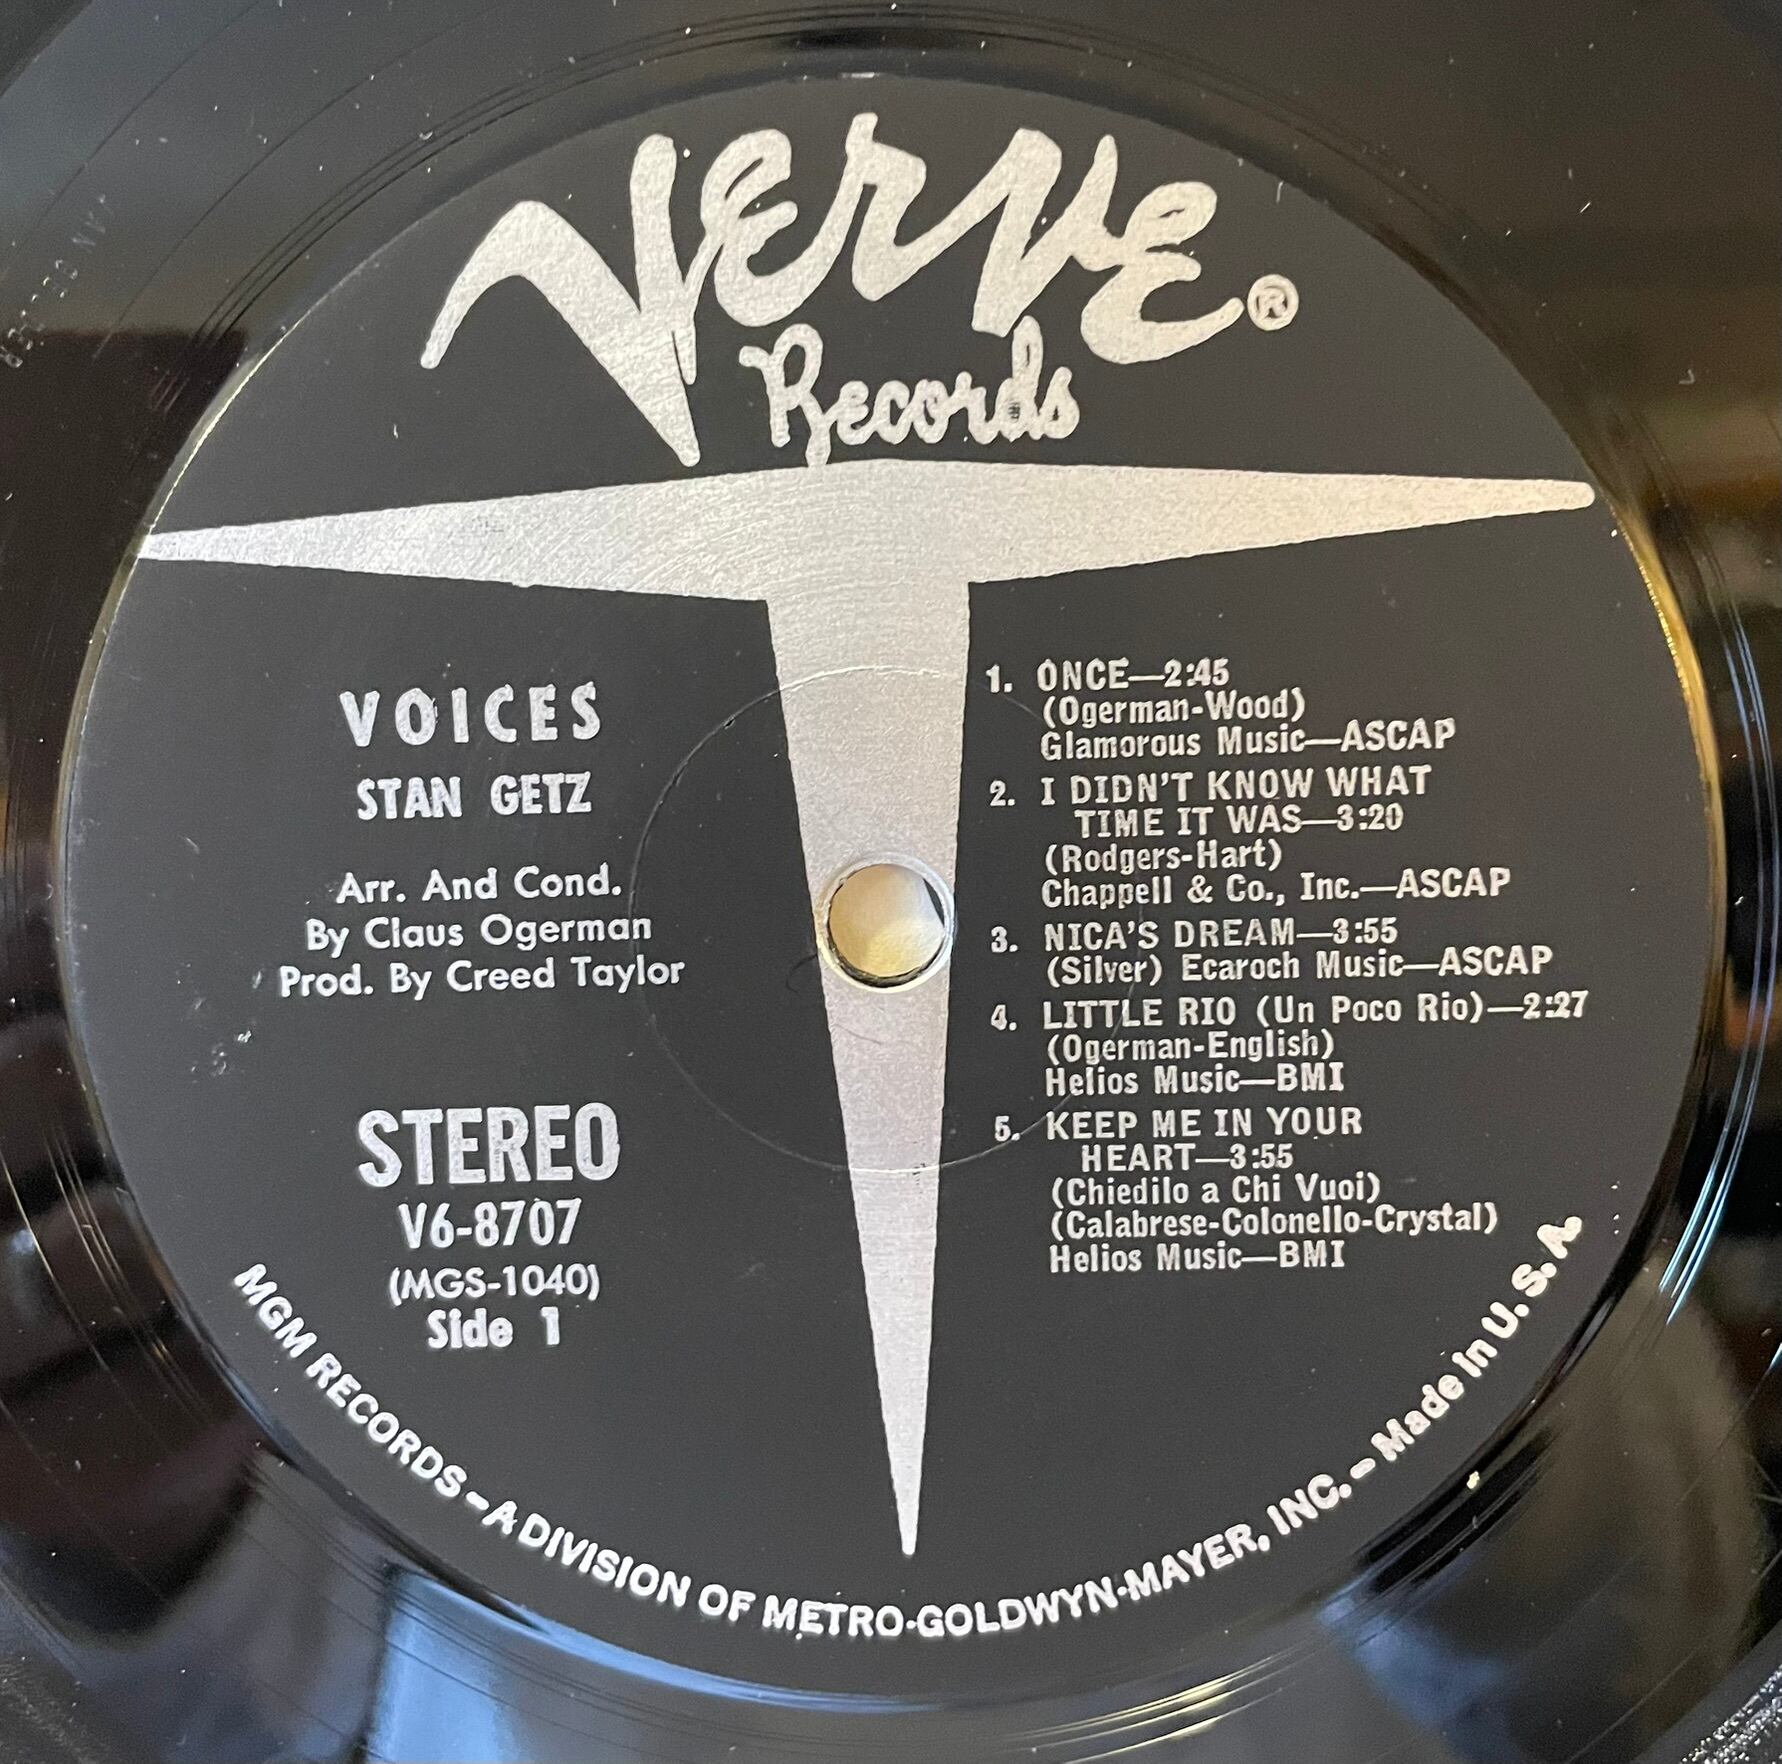 Verve®
Records
VOICES
STAN GETZ
Arr. And Cond.
By Claus Ogerman
Prod. By Creed Taylor
STEREO
V6-8707
(MGS-1040)
Side 1
1. ONCE—2:45
(Ogerman-Wood)
Glamorous Music—ASCAP
2. I DIDN'T KNOW WHAT
TIME IT WAS—3:20
(Rodgers-Hart)
Chappell & Co., Inc.—ASCAP
3. NICA'S DREAM—3:55
(Silver) Ecaroch Music—ASCAP
4. LITTLE RIO (Un Poco Rio)—2:27
(Ogerman-English)
Helios Music—BMI
5. KEEP ME IN YOUR
HEART—3:55
(Chiedilo a Chi Vuoi)
(Calabrese-Colonello-Crystal)
Helios Music—BMI
MGM RECORDS – A DIVISION OF METRO-GOLDWYN-MAYER, INC. – Made in U.S.A.